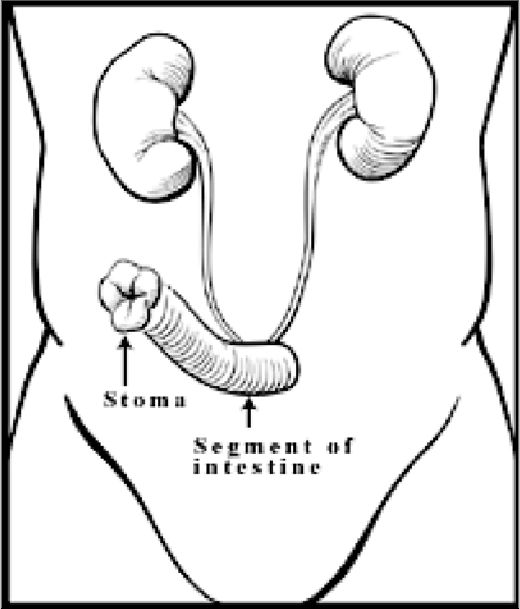 Stoma
Segment of
intestine